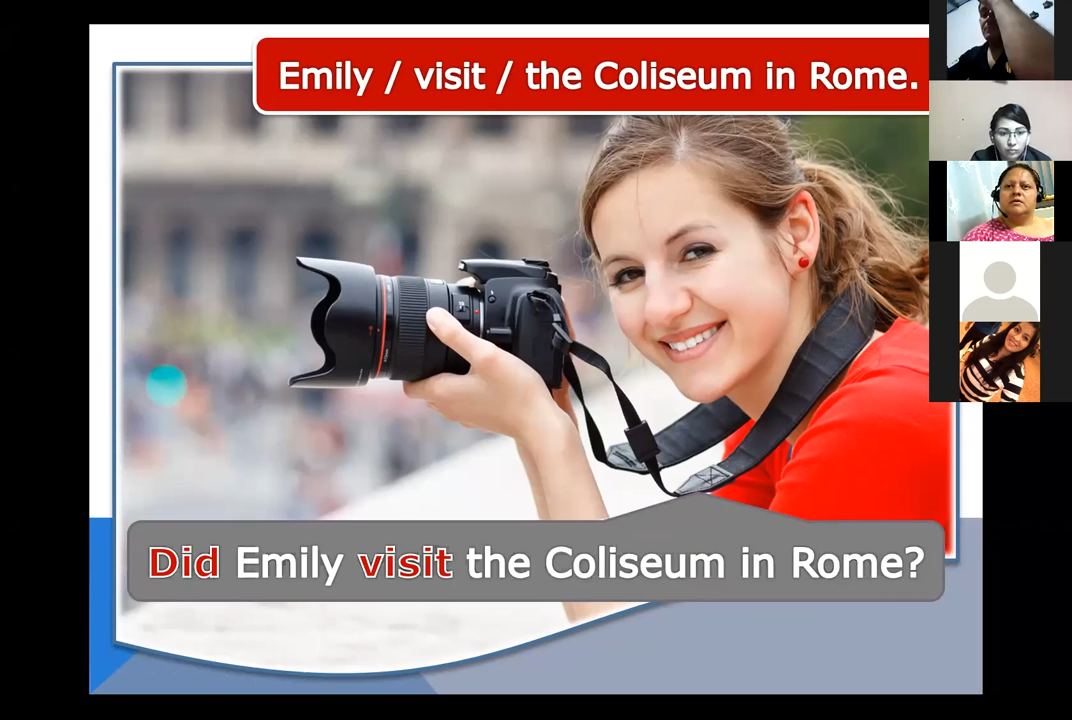 Emily / visit / the Coliseum in Rome.
Did Emily visit the Coliseum in Rome?